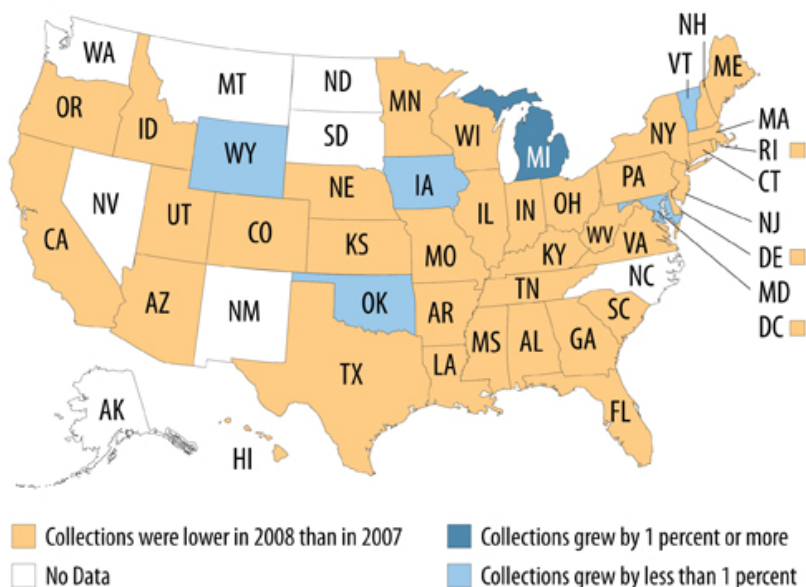 NH
WA
VT
ME
MT
ND
MN
OR
MA
ID
SD
WI
NY
RI
WY
MI
CT
IA
PA
NE
NV
NJ
UT
IL
IN
OH
CO
DE
CA
WV
VA
KS
MO
KY
MD
NC
TN
AZ
OK
NM
AR
SC
DC
MS
AL
GA
LA
TX
AK
FL
HI
Collections were lower in 2008 than in 2007
Collections grew by 1 percent or more
No Data
Collections grew by less than 1 percent